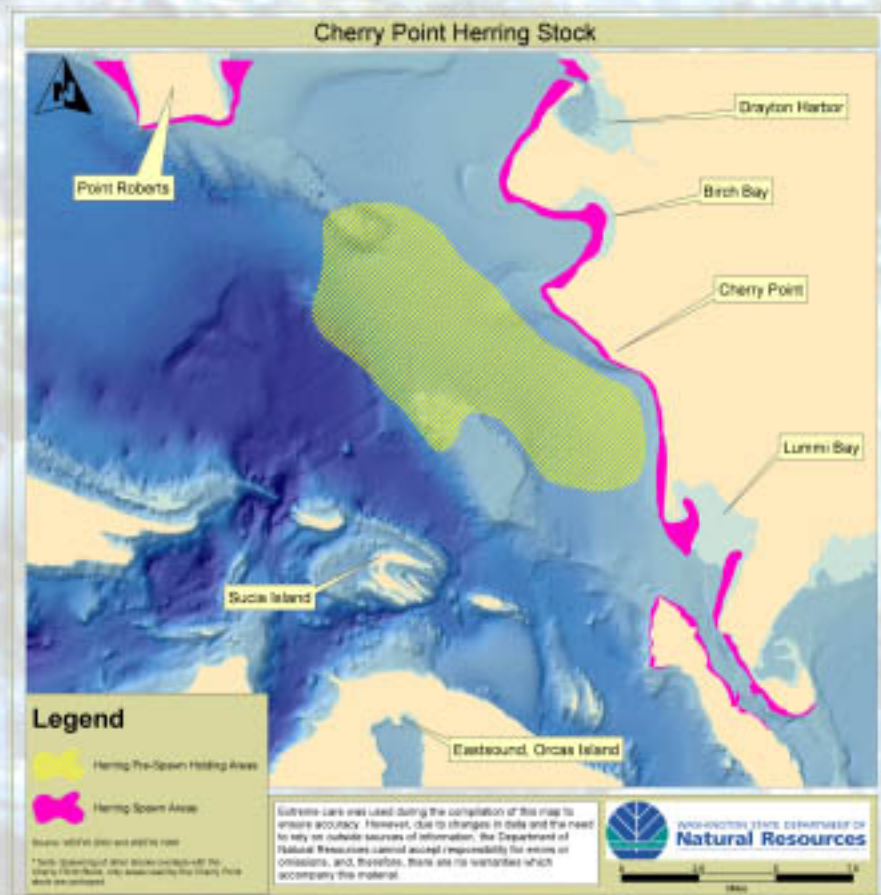 Cherry Point Herring Stock
N
Drayton Harbor
Point Roberts
Birch Bay
Cherry Point
Lummi Bay
Sucia Island
Eastsound, Orcas Island
Legend
Herring Pre-Spawn Holding Areas
Herring Spawn Areas
Extreme care was used during the compilation of this map to
ensure accuracy. However, due to changes in data and the need
to rely on outside sources of information, the Department of
Natural Resources cannot accept responsibility for errors or
omissions, and, therefore, there are no warranties which
accompany this material.
WASHINGTON STATE DEPARTMENT OF
Natural Resources
Miles